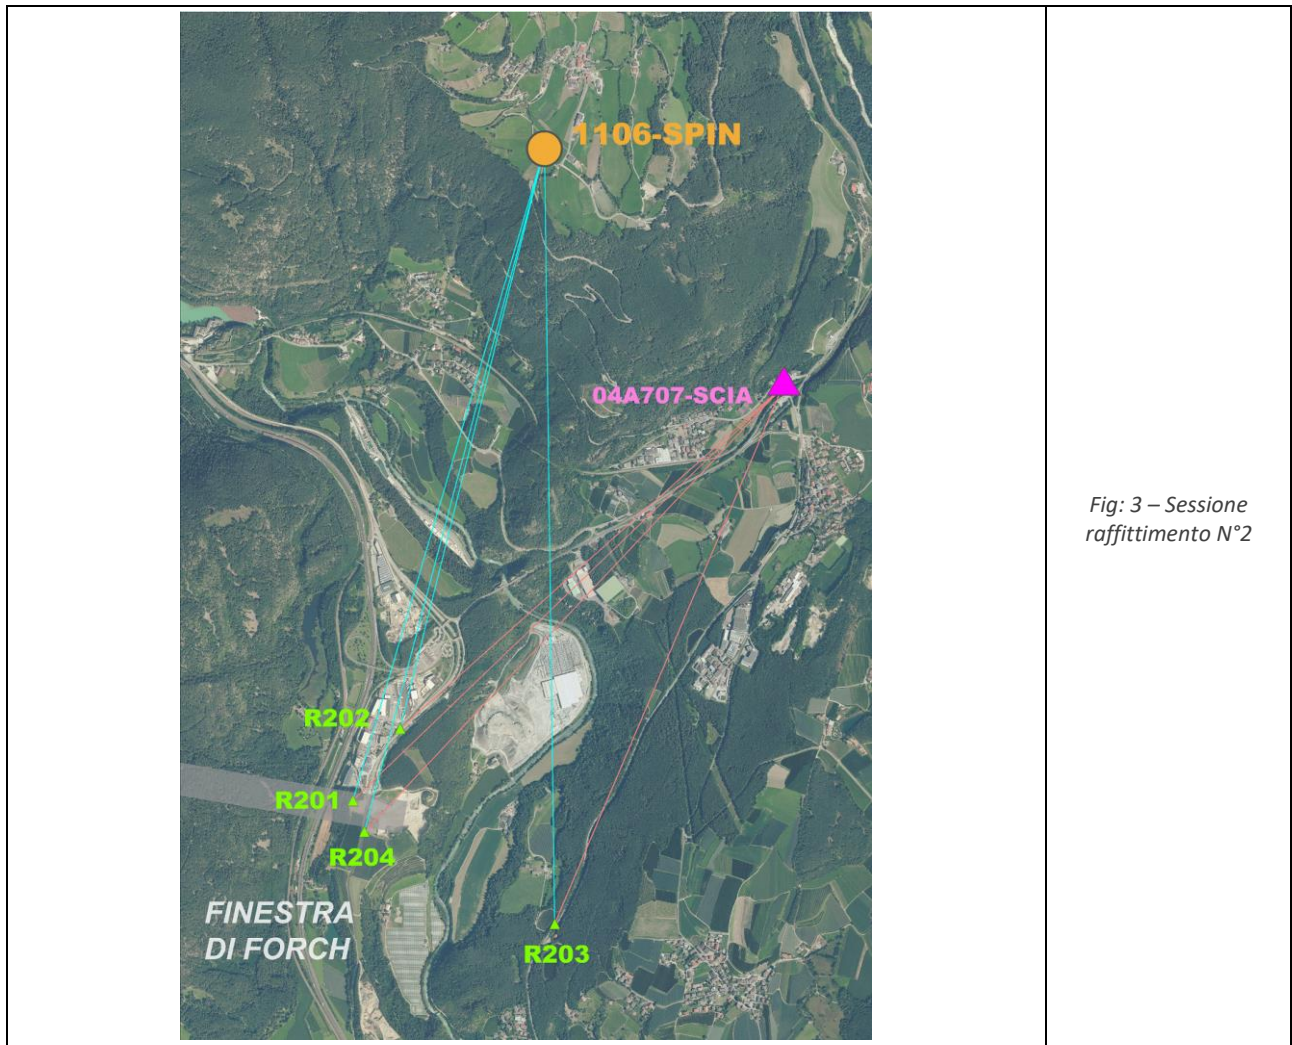 1106-SPIN
04A707-SCIA
Fig: 3 – Sessione
raffittimento N°2
R202
R201
R204
FINESTRA
DI FORCH
R203